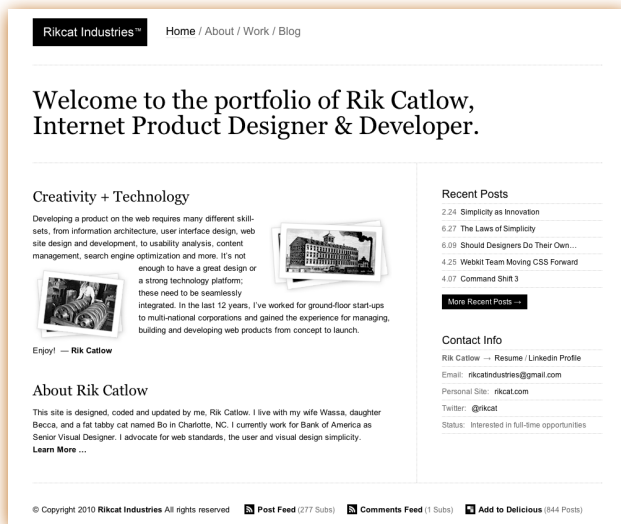 Rikcat Industries™
Home / About / Work / Blog
Welcome to the portfolio of Rik Catlow,
Internet Product Designer & Developer.
Creativity + Technology
Developing a product on the web requires many different skill-
sets, from information architecture, user interface design, web
site design and development, to usability analysis, content
management, search engine optimization and more. It's not
enough to have a great design or
a strong technology platform;
these need to be seamlessly
integrated. In the last 12 years, I've worked for ground-floor start-ups
to multi-national corporations and gained the experience for managing,
building and developing web products from concept to launch.
Enjoy! — Rik Catlow
About Rik Catlow
This site is designed, coded and updated by me, Rik Catlow. I live with my wife Wassa, daughter
Becca, and a fat tabby cat named Bo in Charlotte, NC. I currently work for Bank of America as
Senior Visual Designer. I advocate for web standards, the user and visual design simplicity.
Learn More ...
Recent Posts
2.24 Simplicity as Innovation
6.27 The Laws of Simplicity
6.09 Should Designers Do Their Own...
4.25 Webkit Team Moving CSS Forward
4.07 Command Shift 3
More Recent Posts →
Contact Info
Rik Catlow → Resume / Linkedin Profile
Email: rikcatindustries@gmail.com
Personal Site: rikcat.com
Twitter: @rikcat
Status: Interested in full-time opportunities
© Copyright 2010 Rikcat Industries All rights reserved
Post Feed (277 Subs)
Comments Feed (1 Subs)
Add to Delicious (844 Posts)